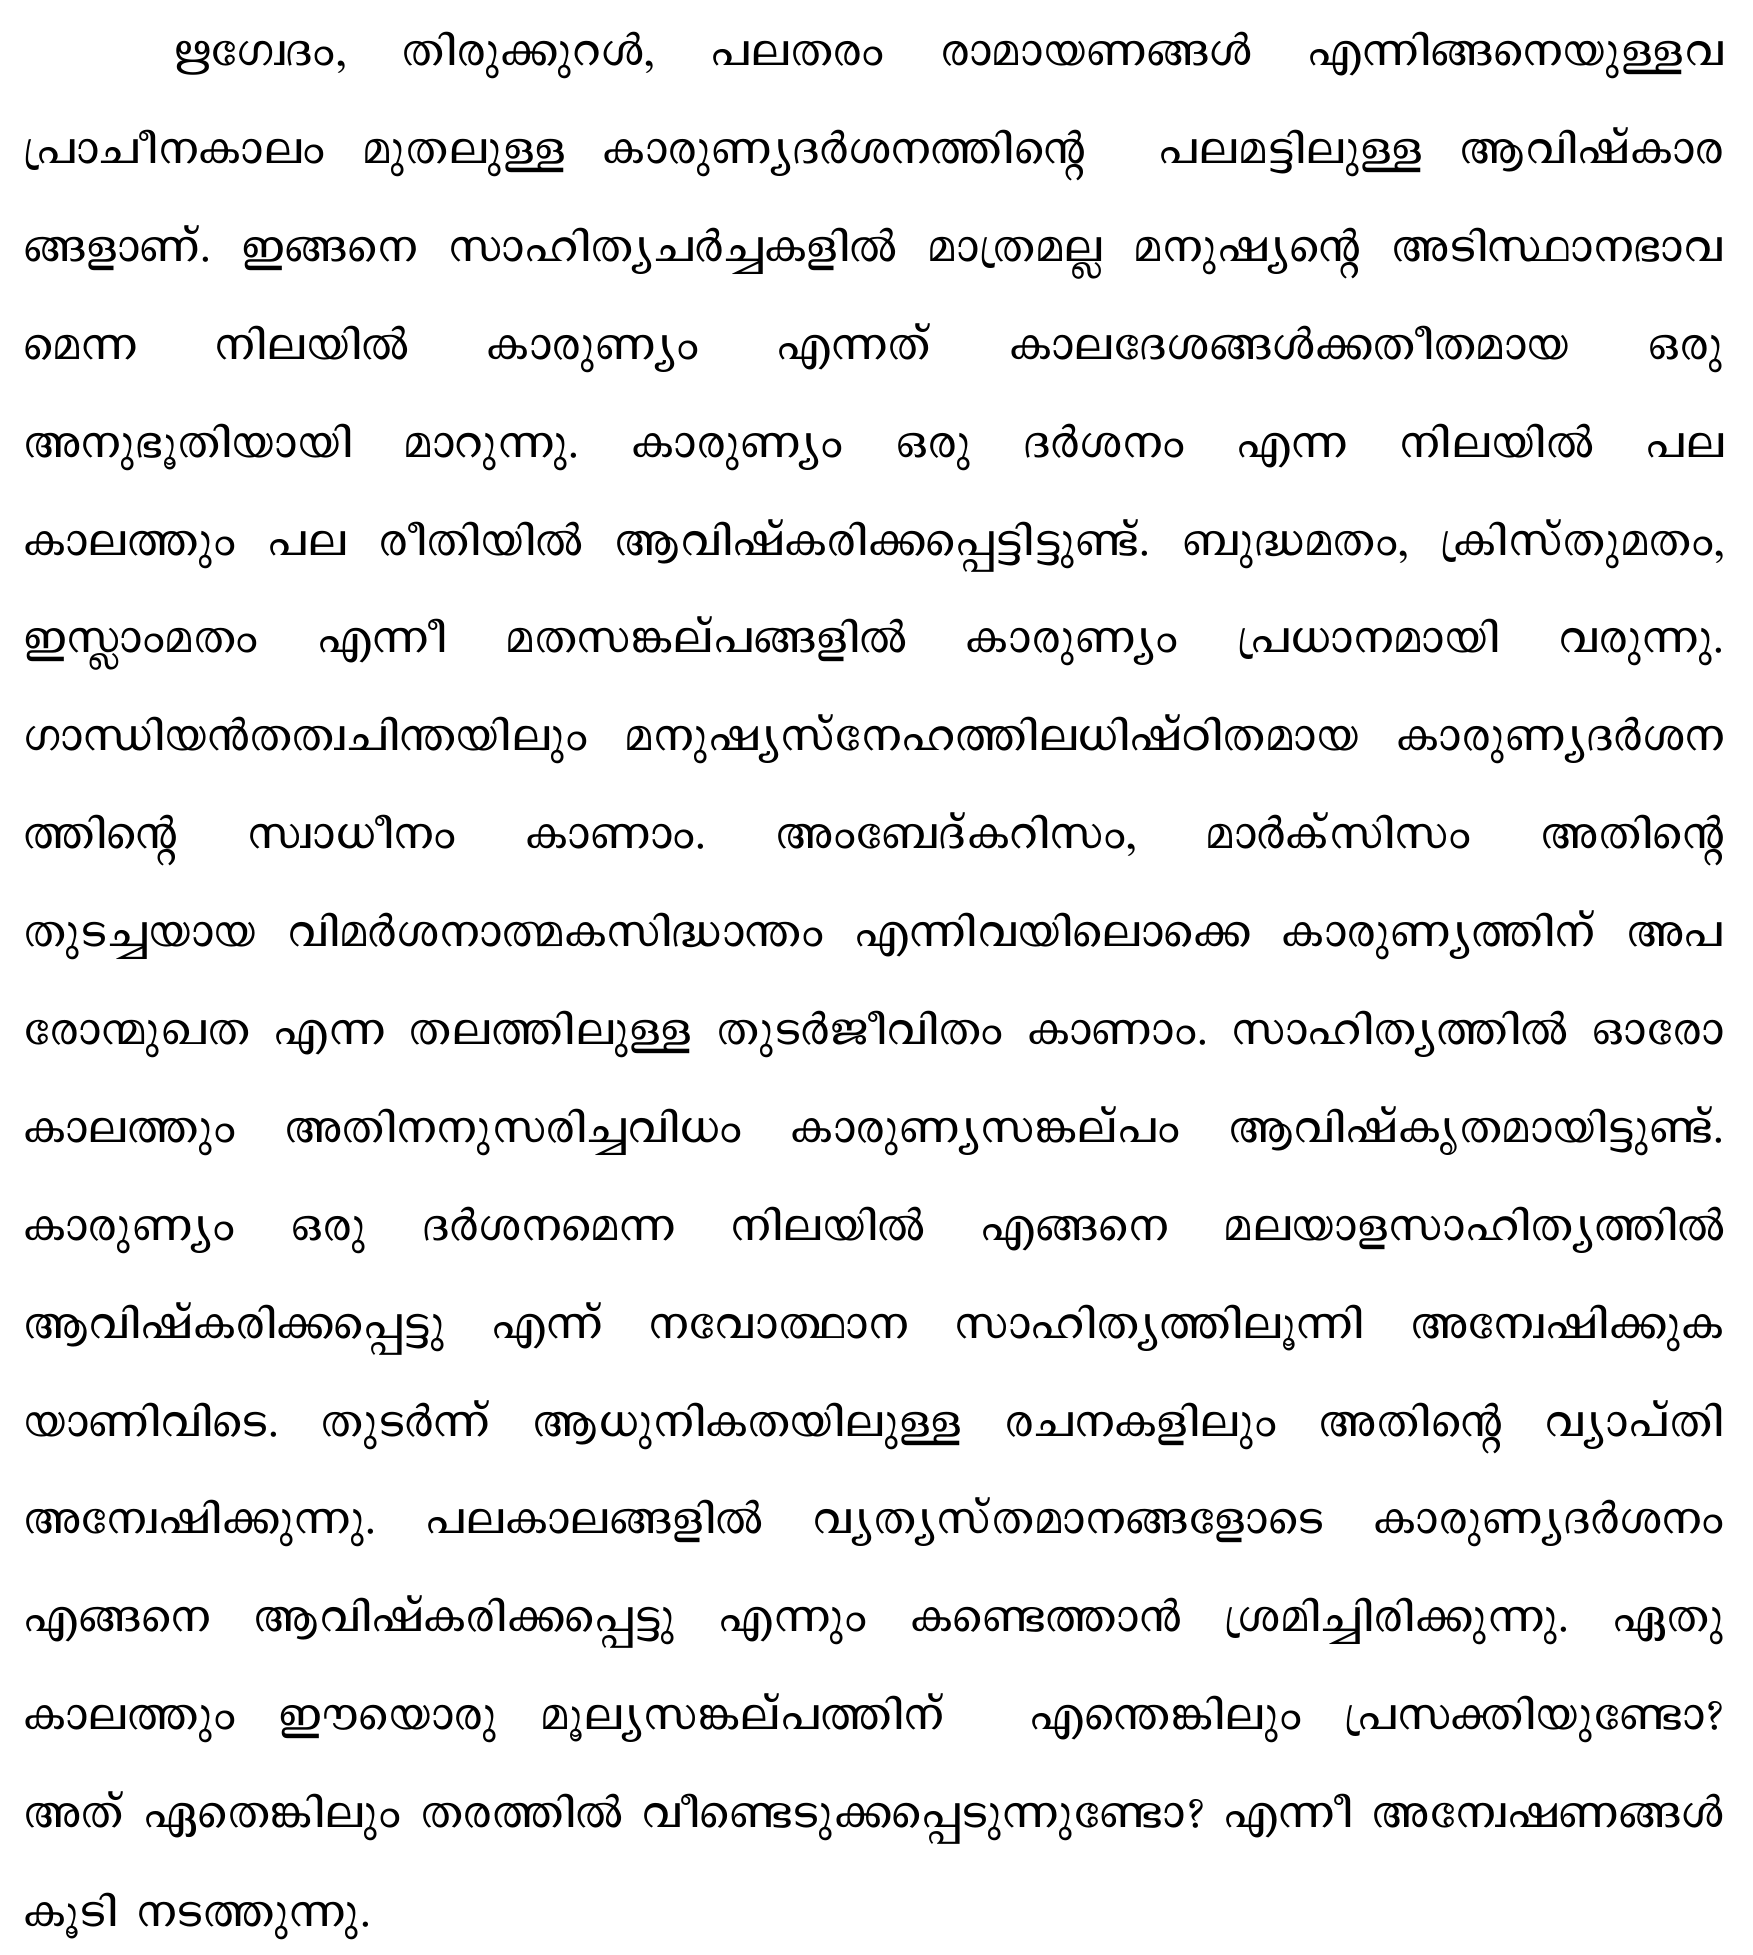 ഋഗ്വേദം, തിരുക്കുറൾ, പലതരം രാമായണങ്ങൾ എന്നിങ്ങനെയുള്ളവ
പ്രാചീനകാലം മുതലുള്ള കാരുണ്യദർശനത്തിന്റെ പലമട്ടിലുള്ള ആവിഷ്കാര
ങ്ങളാണ്. ഇങ്ങനെ സാഹിത്യചർച്ചകളിൽ മാത്രമല്ല മനുഷ്യന്റെ അടിസ്ഥാനഭാവ
മെന്ന നിലയിൽ കാരുണ്യം എന്നത് കാലദേശങ്ങൾക്കതീതമായ ഒരു
അനുഭൂതിയായി മാറുന്നു. കാരുണ്യം ഒരു ദർശനം എന്ന നിലയിൽ പല
കാലത്തും പല രീതിയിൽ ആവിഷ്കരിക്കപ്പെട്ടിട്ടുണ്ട്. ബുദ്ധമതം, ക്രിസ്തുമതം,
ഇസ്ലാംമതം എന്നീ മതസങ്കല്പങ്ങളിൽ കാരുണ്യം പ്രധാനമായി വരുന്നു.
ഗാന്ധിയൻതത്വചിന്തയിലും മനുഷ്യസ്നേഹത്തിലധിഷ്ഠിതമായ കാരുണ്യദർശന
ത്തിന്റെ സ്വാധീനം കാണാം. അംബേദ്കറിസം, മാർക്സിസം അതിന്റെ
തുടച്ചയായ വിമർശനാത്മകസിദ്ധാന്തം എന്നിവയിലൊക്കെ കാരുണ്യത്തിന് അപ
രോന്മുഖത എന്ന തലത്തിലുള്ള തുടർജീവിതം കാണാം. സാഹിത്യത്തിൽ ഓരോ
കാലത്തും അതിനനുസരിച്ചവിധം കാരുണ്യസങ്കല്പം ആവിഷ്കൃതമായിട്ടുണ്ട്.
കാരുണ്യം ഒരു ദർശനമെന്ന നിലയിൽ എങ്ങനെ മലയാളസാഹിത്യത്തിൽ
ആവിഷ്കരിക്കപ്പെട്ടു എന്ന് നവോത്ഥാന സാഹിത്യത്തിലൂന്നി അന്വേഷിക്കുക
യാണിവിടെ. തുടർന്ന് ആധുനികതയിലുള്ള രചനകളിലും അതിന്റെ വ്യാപ്തി
അന്വേഷിക്കുന്നു. പലകാലങ്ങളിൽ വ്യത്യസ്തമാനങ്ങളോടെ കാരുണ്യദർശനം
എങ്ങനെ ആവിഷ്കരിക്കപ്പെട്ടു എന്നും കണ്ടെത്താൻ ശ്രമിച്ചിരിക്കുന്നു. ഏതു
കാലത്തും ഈയൊരു മൂല്യസങ്കല്പത്തിന് എന്തെങ്കിലും പ്രസക്തിയുണ്ടോ?
അത് ഏതെങ്കിലും തരത്തിൽ വീണ്ടെടുക്കപ്പെടുന്നുണ്ടോ? എന്നീ അന്വേഷണങ്ങൾ
കൂടി നടത്തുന്നു.